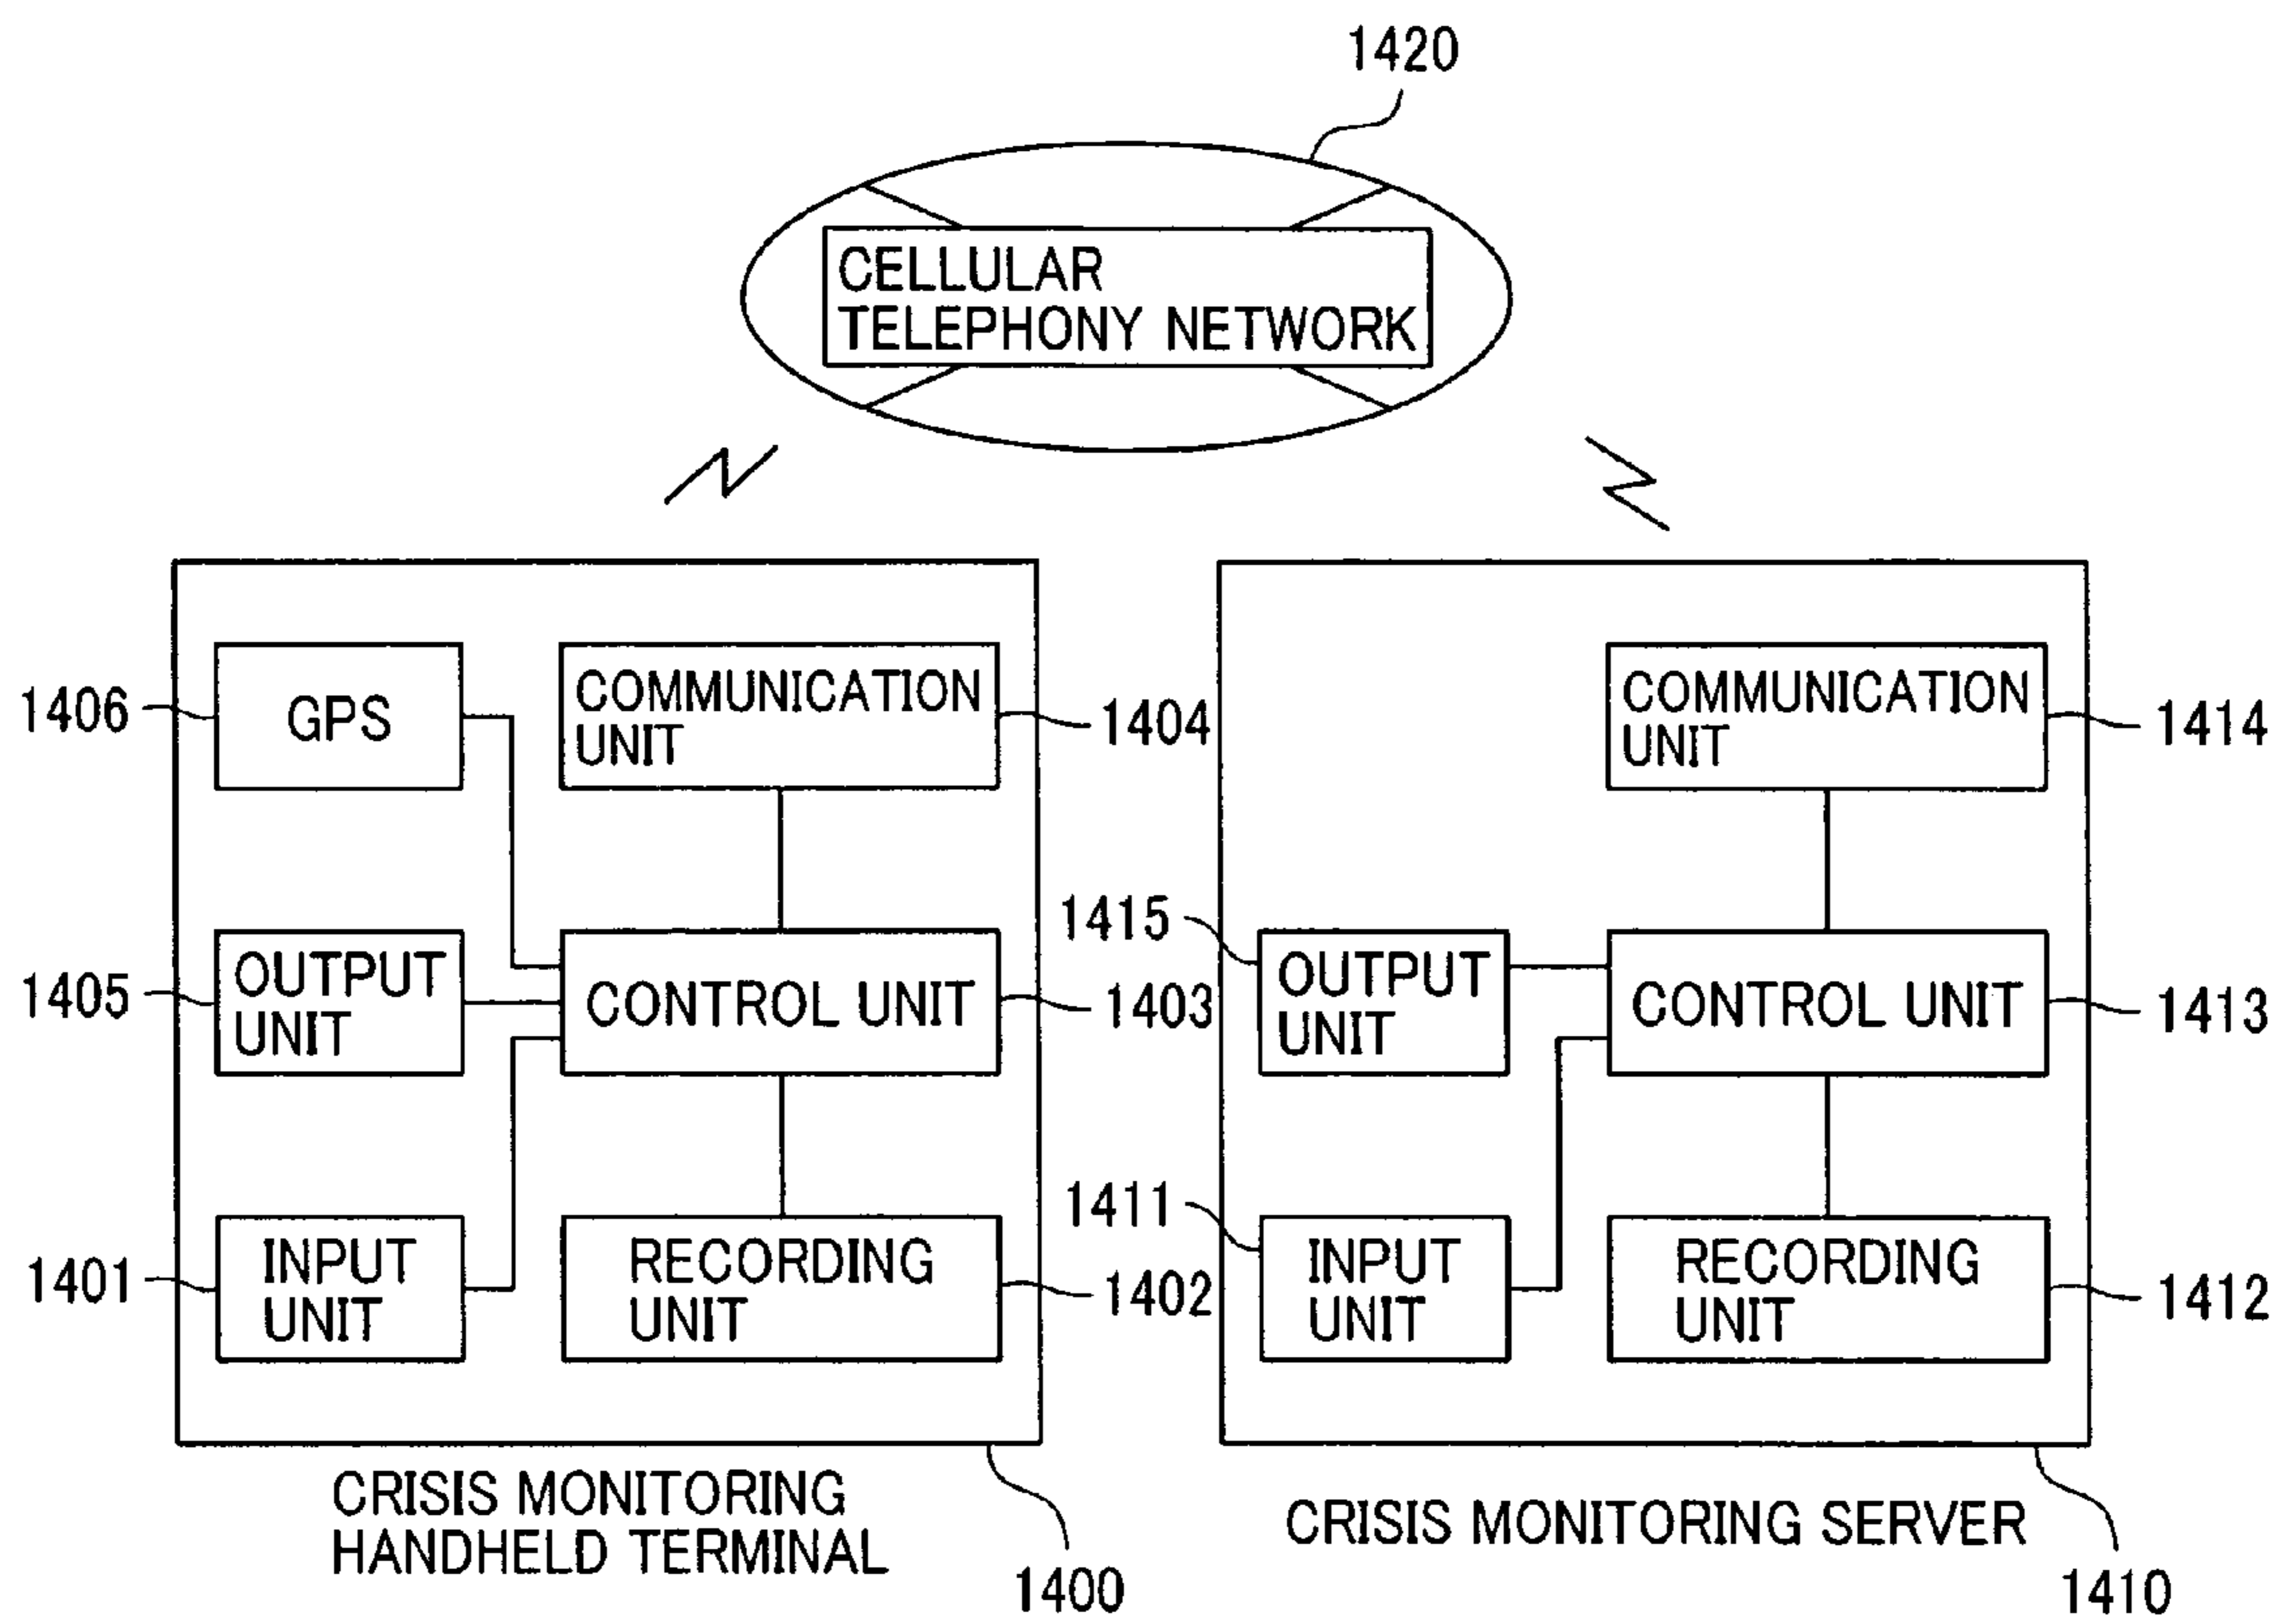 1420
CELLULAR
TELEPHONY NETWORK
1406
GPS
COMMUNICATION
UNIT
1404
1405
OUTPUT
UNIT
CONTROL UNIT
1403
1401
INPUT
UNIT
RECORDING
UNIT
1402
CRISIS MONITORING
HANDHELD TERMINAL
1400
COMMUNICATION
UNIT
1414
1415
OUTPUT
UNIT
CONTROL UNIT
1413
1411
INPUT
UNIT
RECORDING
UNIT
1412
CRISIS MONITORING SERVER
1410